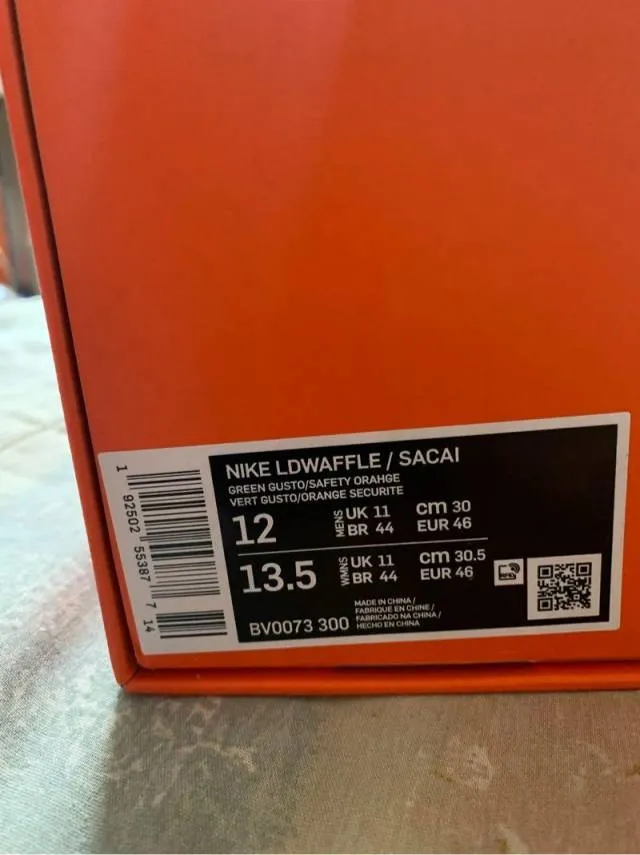 NIKE LDWAFFLE / SACAI
GREEN GUSTO/SAFETY ORAHGE
VERT GUSTO/ORANGE SECURITE
12 MENS UK 11 cm 30
BR 44 EUR 46
13.5 WMNS UK 11 cm 30.5
BR 44 EUR 46
BV0073 300
MADE IN CHINA /
FABRIQUE EN CHINE /
FABRICADO NA CHINA /
HECHO EN CHINA
1 92502 55387 7 14